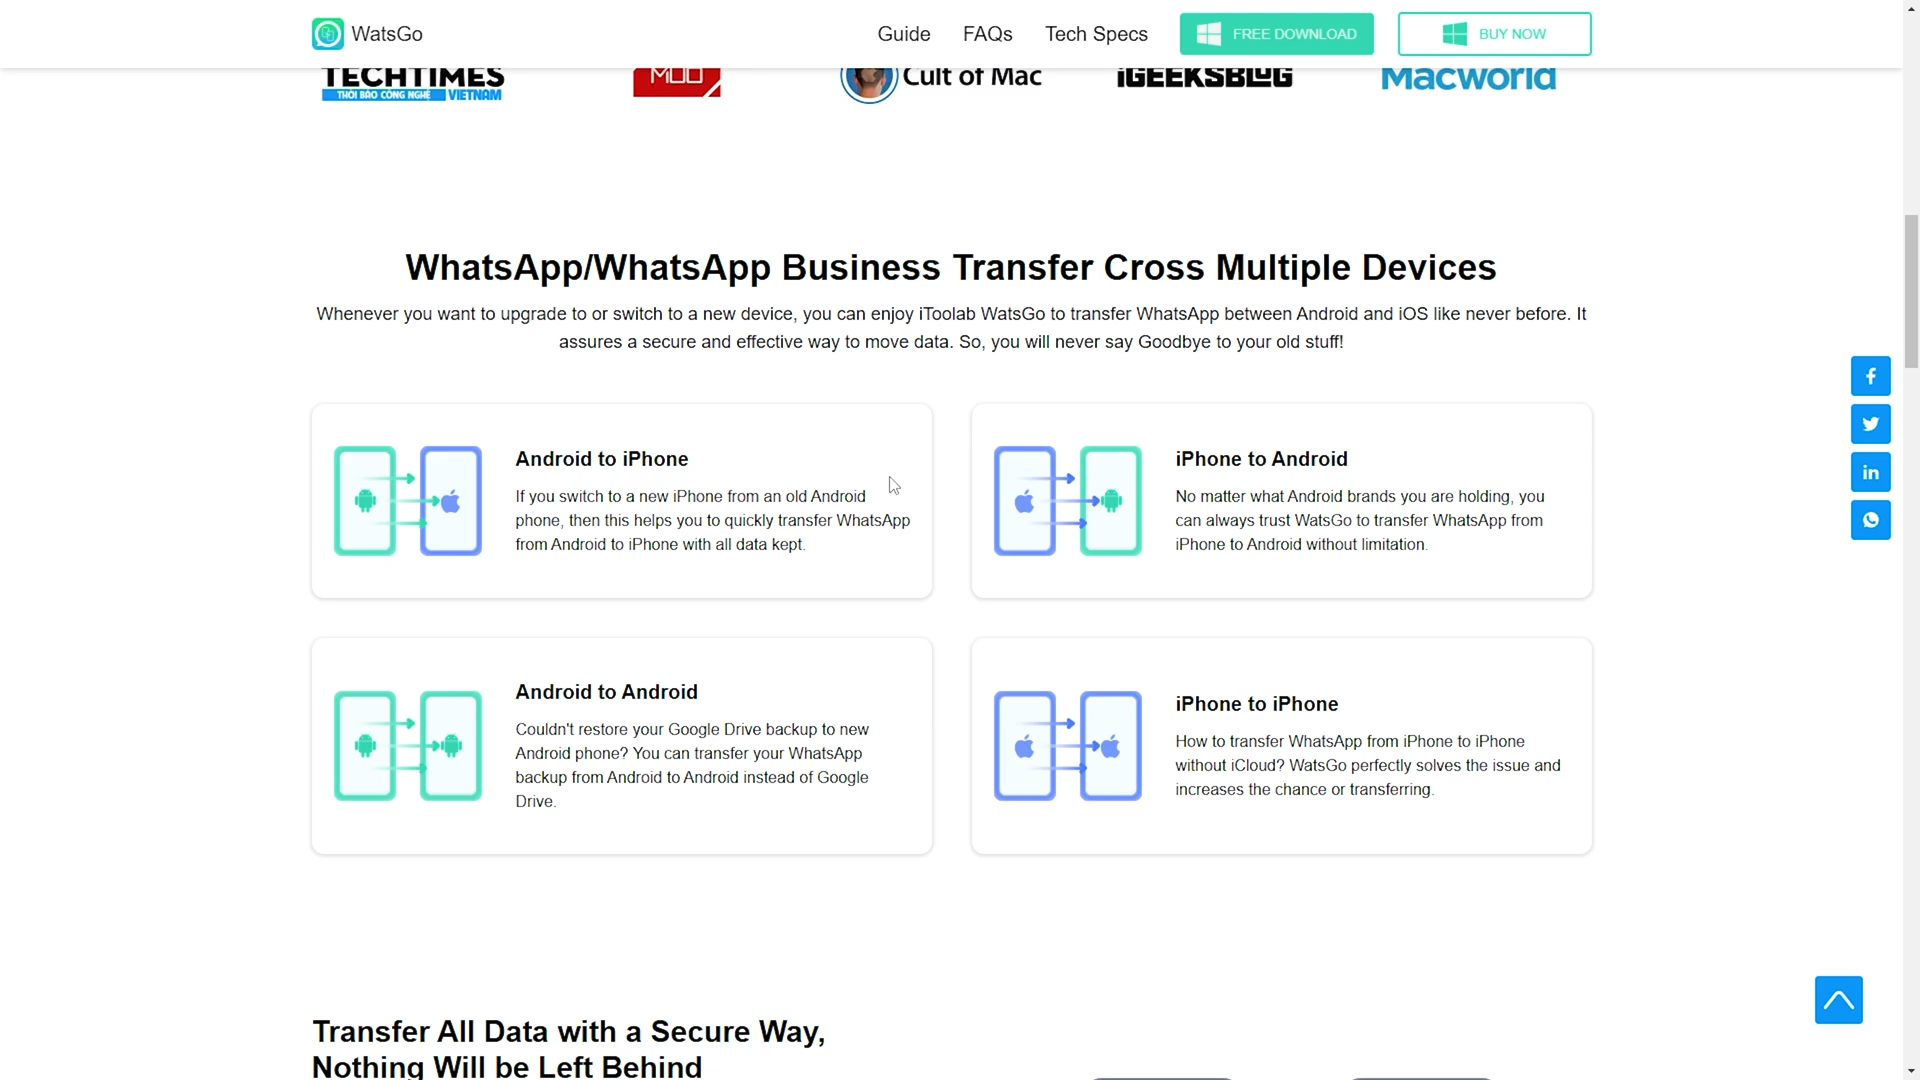 WatsGo
Guide
FAQs
Tech Specs
FREE DOWNLOAD
BUY NOW
TECHTIMES
THỜI BÁO CÔNG NGHỆ VIETNAM
MUO
Cult of Mac
iGEEKSBLOG
Macworld
WhatsApp/WhatsApp Business Transfer Cross Multiple Devices
Whenever you want to upgrade to or switch to a new device, you can enjoy iToolab WatsGo to transfer WhatsApp between Android and iOS like never before. It
assures a secure and effective way to move data. So, you will never say Goodbye to your old stuff!
Android to iPhone
If you switch to a new iPhone from an old Android
phone, then this helps you to quickly transfer WhatsApp
from Android to iPhone with all data kept.
iPhone to Android
No matter what Android brands you are holding, you
can always trust WatsGo to transfer WhatsApp from
iPhone to Android without limitation.
Android to Android
Couldn't restore your Google Drive backup to new
Android phone? You can transfer your WhatsApp
backup from Android to Android instead of Google
Drive.
iPhone to iPhone
How to transfer WhatsApp from iPhone to iPhone
without iCloud? WatsGo perfectly solves the issue and
increases the chance or transferring.
Transfer All Data with a Secure Way,
Nothing Will be Left Behind